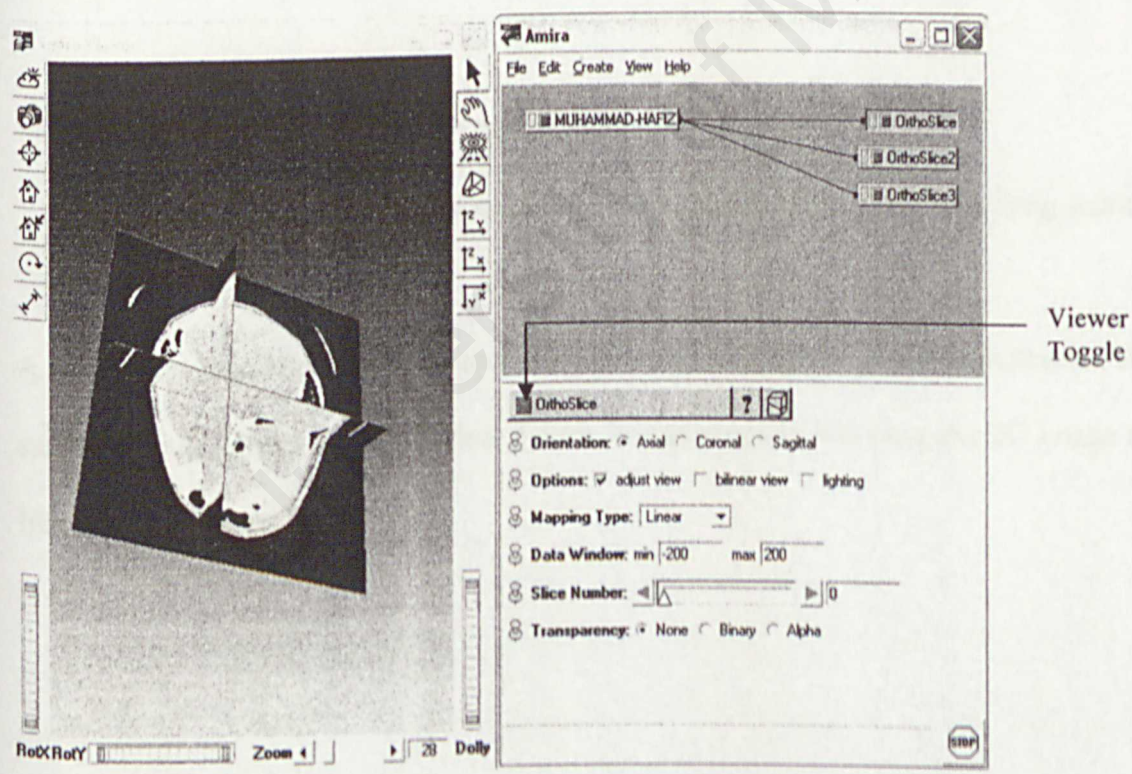 Amira
File Edit Create View Help
MUHAMMAD-HAFIZ
OrthoSlice
OrthoSlice2
OrthoSlice3
Viewer
Toggle
OrthoSlice ?
Orientation: Axial Coronal Sagittal
Options: adjust view bilinear view lighting
Mapping Type: Linear
Data Window: min -200 max 200
Slice Number: 0
Transparency: None Binary Alpha
STOP
Z Y
Z X
Y X
RotX RotY Zoom 28 Dolly